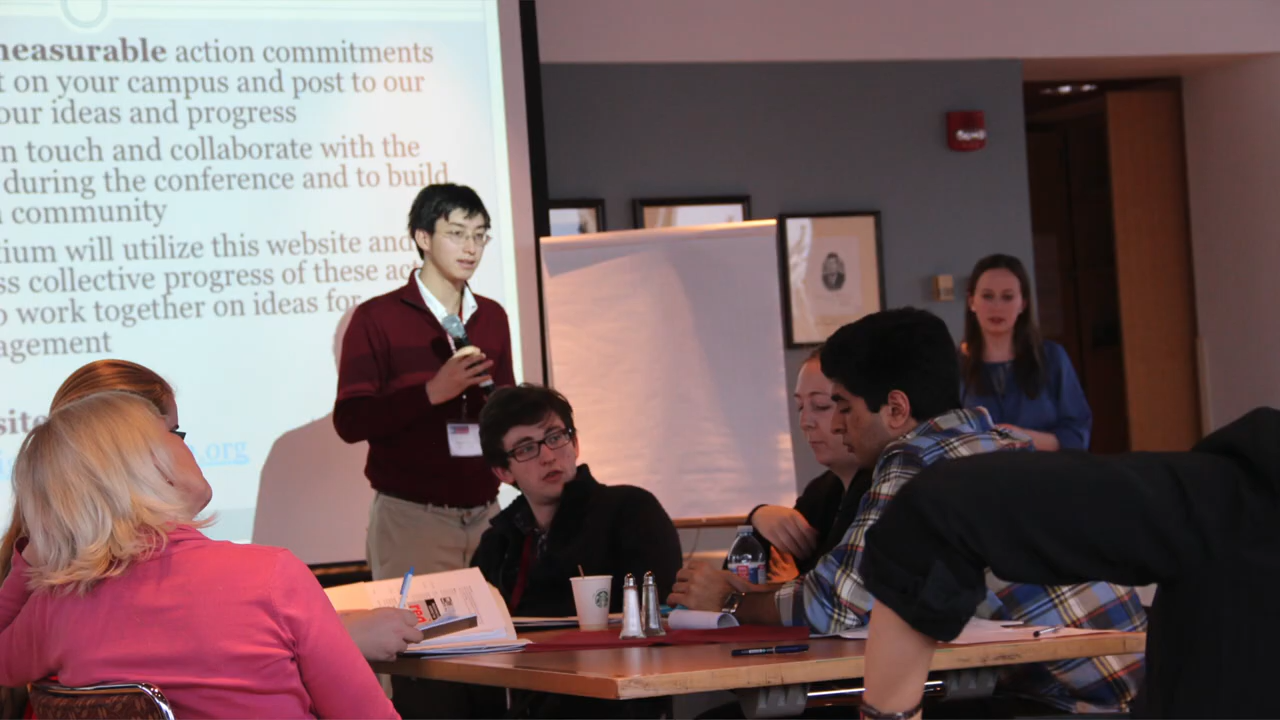 measurable action commitments
t on your campus and post to our
our ideas and progress
n touch and collaborate with the
during the conference and to build
community
tium will utilize this website and
ss collective progress of these act
o work together on ideas for
agement
site
.org